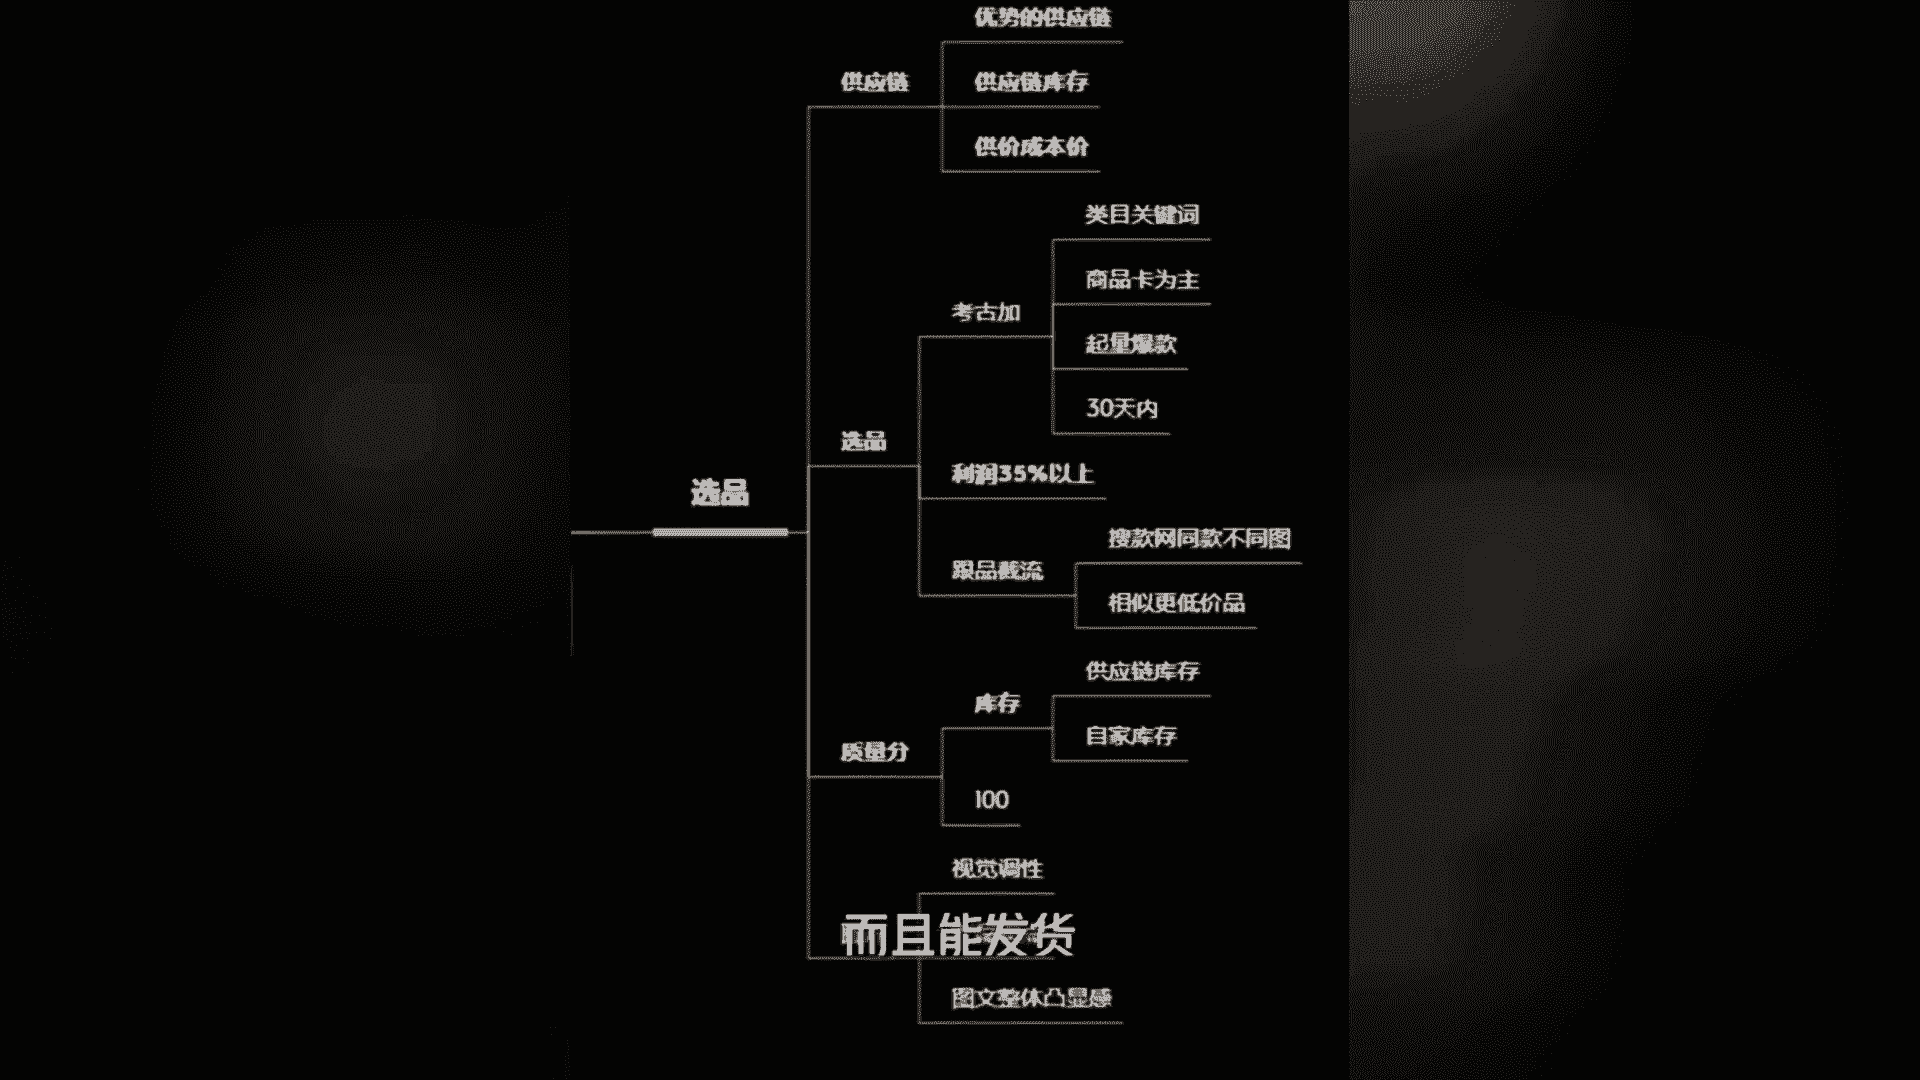 优势的供应链
供应链
供应链库存
供价成本价
类目关键词
商品卡为主
考古加
起量爆款
30天内
选品
利润35%以上
选品
搜款网同款不同图
跟品截流
相似更低价品
供应链库存
库存
自家库存
质量分
100
视觉调性
而且能发货
图文整体凸显感